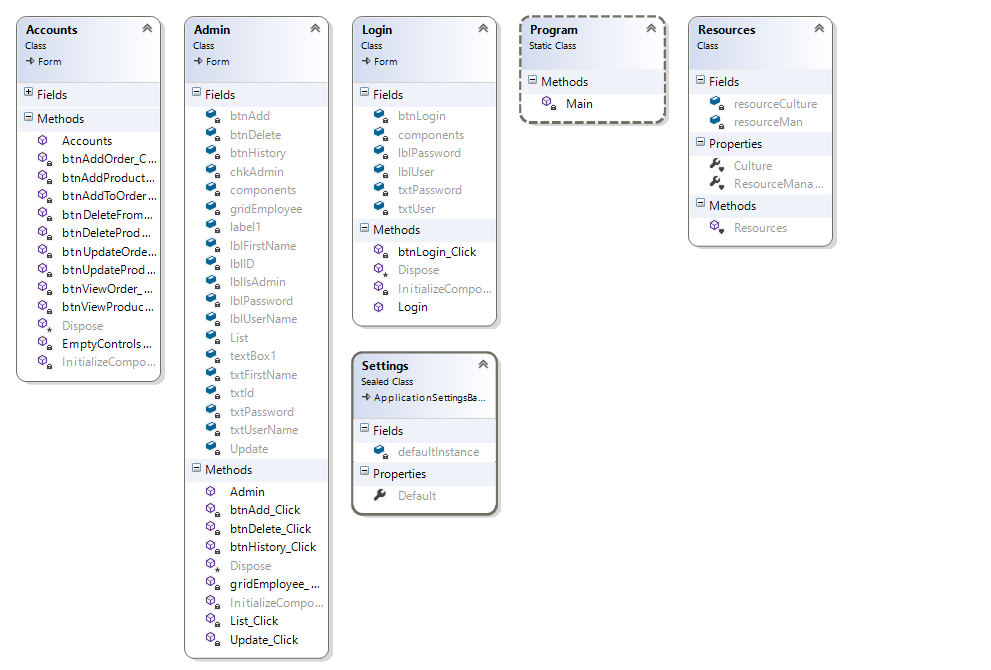 Accounts
Class
Form
Fields
Methods
Accounts
btnAddOrder_C...
btnAddProduct...
btnAddToOrder...
btnDeleteFrom...
btnDeleteProd...
btnUpdateOrde...
btnUpdateProd...
btnViewOrder_...
btnViewProduc...
Dispose
EmptyControls...
InitializeCompo...
Admin
Class
Form
Fields
btnAdd
btnDelete
btnHistory
chkAdmin
components
gridEmployee
label1
lblFirstName
lblID
lblIsAdmin
lblPassword
lblUserName
List
textBox1
txtFirstName
txtId
txtPassword
txtUserName
Update
Methods
Admin
btnAdd_Click
btnDelete_Click
btnHistory_Click
Dispose
gridEmployee_...
InitializeCompo...
List_Click
Update_Click
Login
Class
Form
Fields
btnLogin
components
lblPassword
lblUser
txtPassword
txtUser
Methods
btnLogin_Click
Dispose
InitializeCompo...
Login
Settings
Sealed Class
ApplicationSettingsBa...
Fields
defaultInstance
Properties
Default
Program
Static Class
Methods
Main
Resources
Class
Fields
resourceCulture
resourceMan
Properties
Culture
ResourceMana...
Methods
Resources